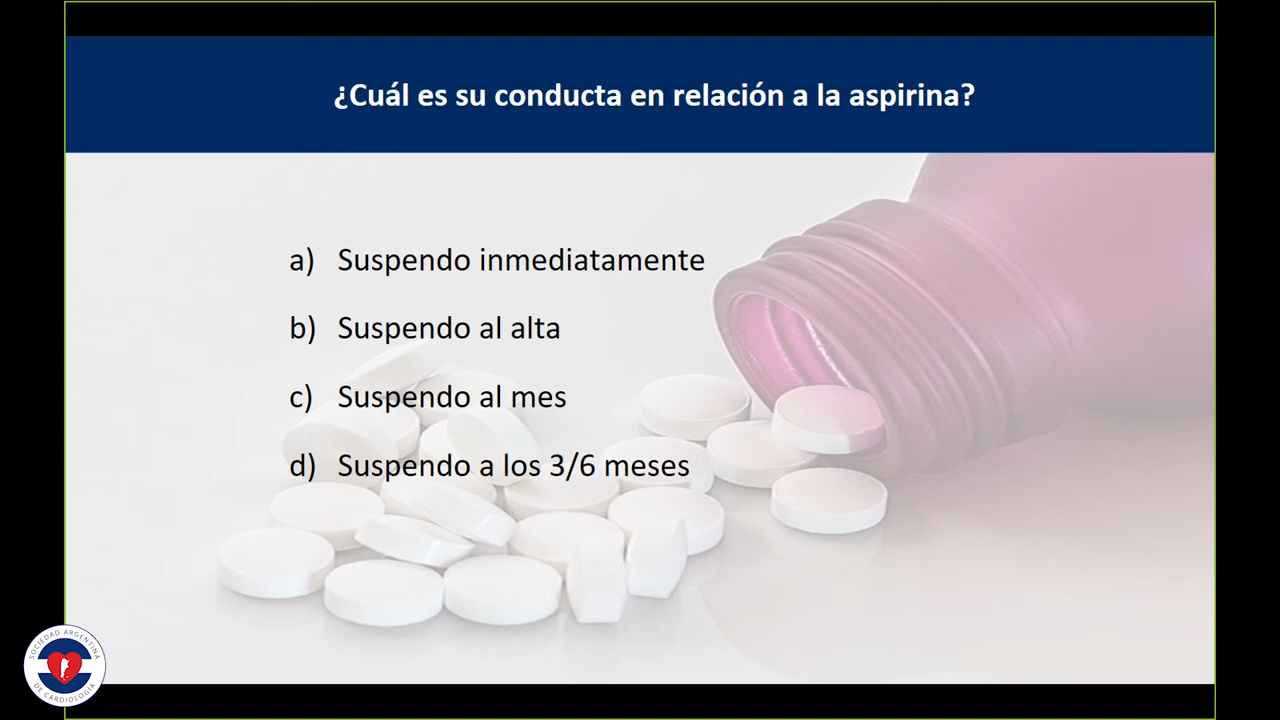 ¿Cuál es su conducta en relación a la aspirina?
a) Suspendo inmediatamente
b) Suspendo al alta
c) Suspendo al mes
d) Suspendo a los 3/6 meses
SOCIEDAD ARGENTINA
DE CARDIOLOGÍA